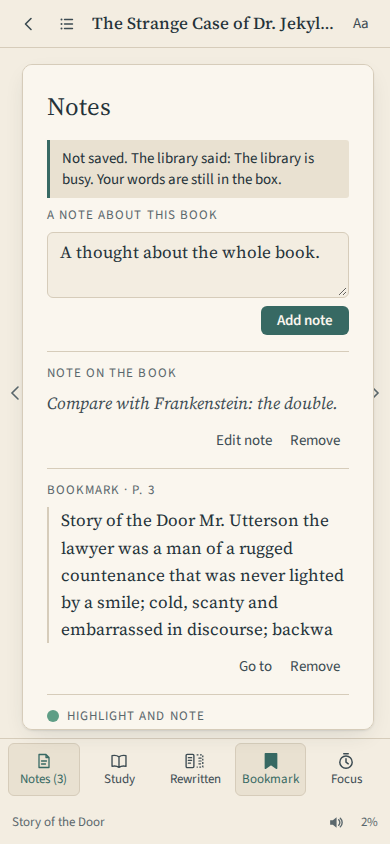 The Strange Case of Dr. Jekyl... Aa
Notes
Not saved. The library said: The library is
busy. Your words are still in the box.
A NOTE ABOUT THIS BOOK
A thought about the whole book.
Add note
NOTE ON THE BOOK
Compare with Frankenstein: the double.
Edit note Remove
BOOKMARK · P. 3
Story of the Door Mr. Utterson the
lawyer was a man of a rugged
countenance that was never lighted
by a smile; cold, scanty and
embarrassed in discourse; backwa
Go to Remove
HIGHLIGHT AND NOTE
Notes (3) Study Rewritten Bookmark Focus
Story of the Door 2%